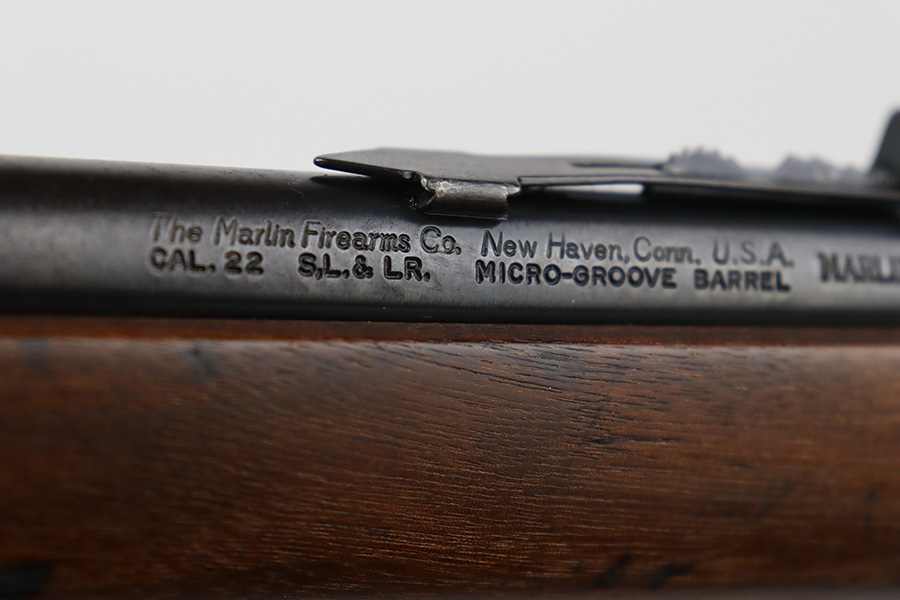 The Marlin Firearms Co. New Haven, Conn. U.S.A.
CAL. 22 S,L.& LR. MICRO-GROOVE BARREL